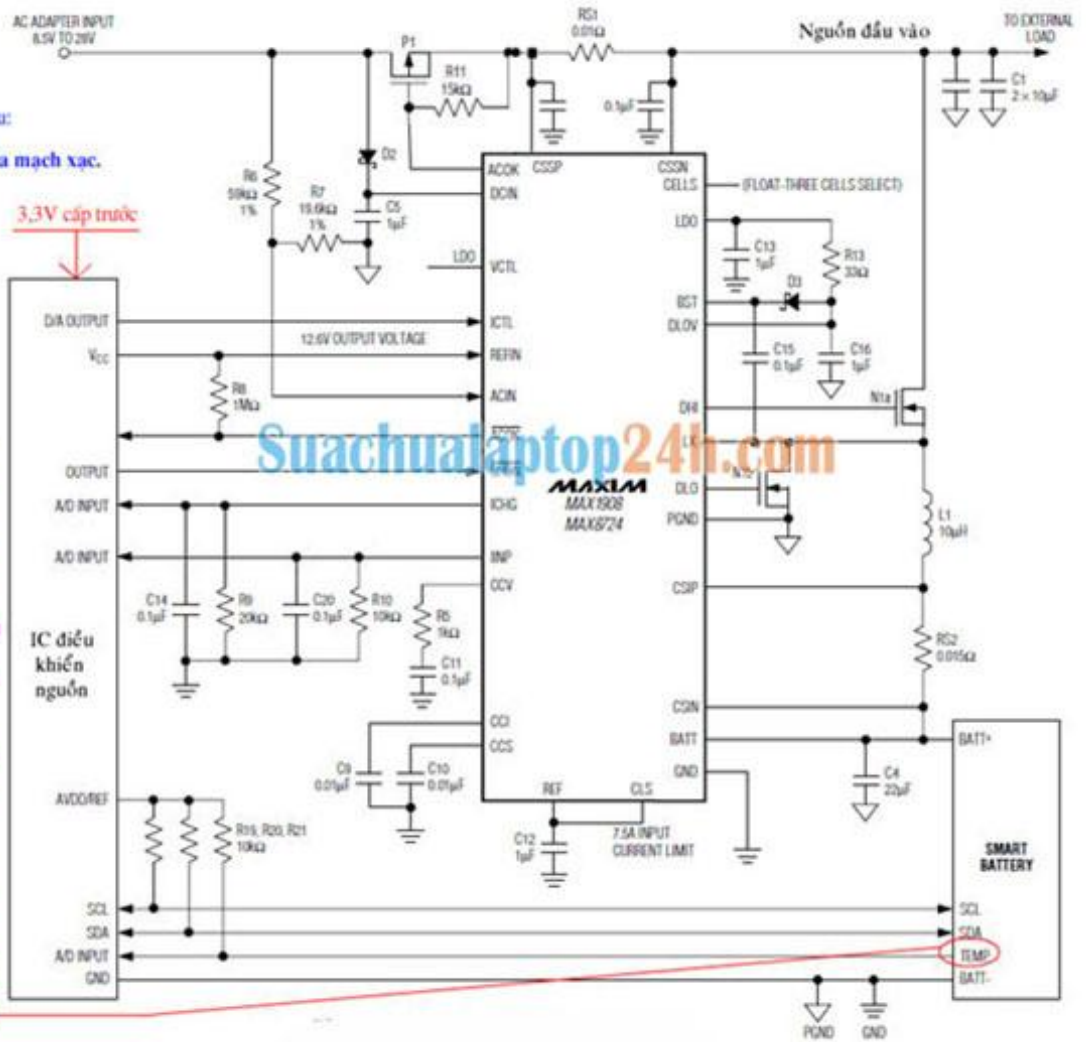 AC ADAPTER INPUT
8.5V TO 28V
P1
RS1
0.01Ω
Nguồn đầu vào
TO EXTERNAL
LOAD
R11
15kΩ
0.1µF
C1
2 × 10µF
u:
a mạch xạc.
D2
ACOK
CSSP
CSSN
CELLS
(FLOAT-THREE CELLS SELECT)
R6
59kΩ
1%
R7
19.6kΩ
1%
DCIN
C5
1µF
LDO
3,3V cấp trước
C13
1µF
R13
33Ω
LDO
VCTL
D3
BST
DLOV
D/A OUTPUT
ICTL
12.6V OUTPUT VOLTAGE
VCC
REFIN
C15
0.1µF
C16
1µF
R8
1MΩ
ACIN
DHI
N1a
Suachualaptop24h.com
OUTPUT
MAXIM
MAX1908
MAX8724
DLO
PGND
A/D INPUT
ICHG
L1
10µH
A/D INPUT
IINP
CCV
CSIP
C14
0.1µF
R9
20kΩ
C20
0.1µF
R10
10kΩ
R5
1kΩ
IC điều
khiển
nguồn
C11
0.1µF
RS2
0.015Ω
CSIN
CCI
BATT
BATT+
CCS
C9
0.01µF
C10
0.01µF
GND
C4
22µF
AVDD/REF
REF
CLS
R19, R20, R21
10kΩ
C12
1µF
7.5A INPUT
CURRENT LIMIT
SMART
BATTERY
SCL
SCL
SDA
SDA
A/D INPUT
TEMP
GND
BATT-
PGND
GND